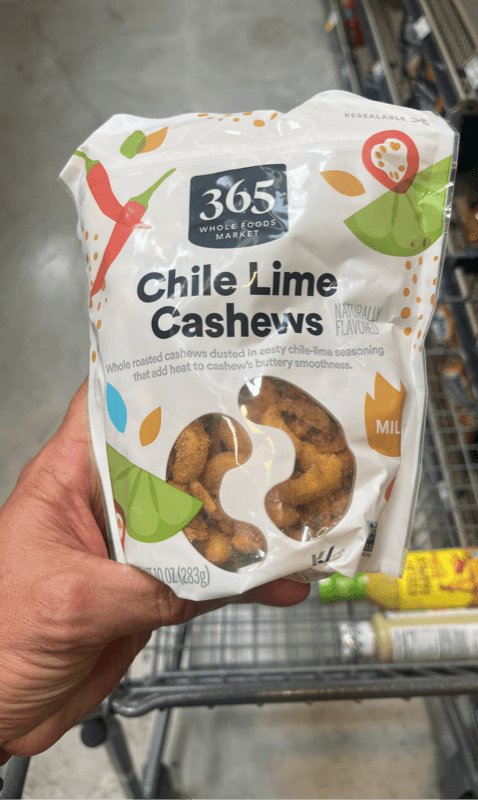 RESEALABLE
365
WHOLE FOODS
MARKET
Chile Lime
Cashews
NATURALLY
FLAVORED
Whole roasted cashews dusted in zesty chile-lime seasoning
that add heat to cashew's buttery smoothness.
MIL
10 OZ (283g)